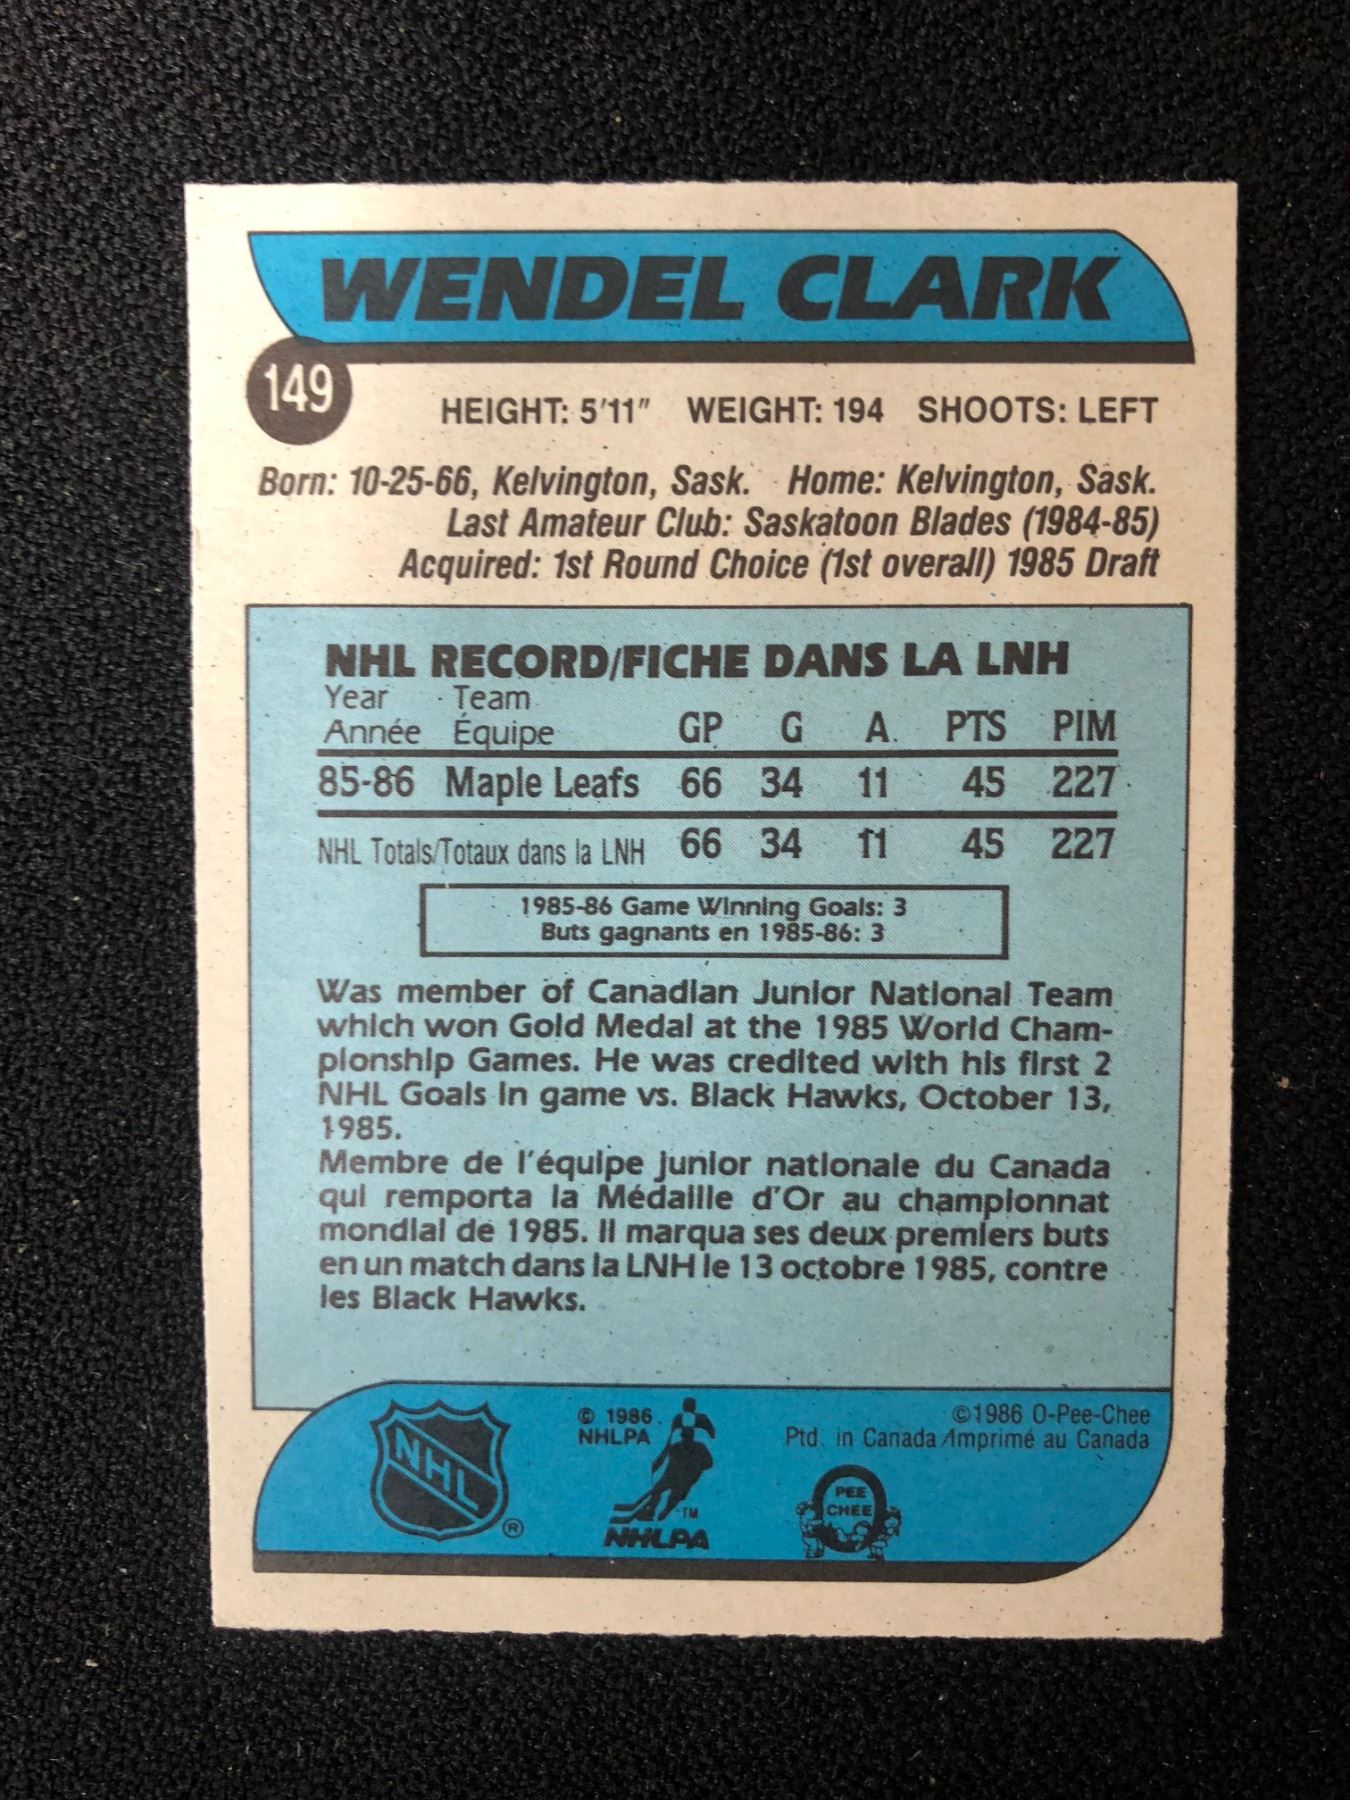 WENDEL CLARK
149
HEIGHT: 5'11" WEIGHT: 194 SHOOTS: LEFT
Born: 10-25-66, Kelvington, Sask. Home: Kelvington, Sask.
Last Amateur Club: Saskatoon Blades (1984-85)
Acquired: 1st Round Choice (1st overall) 1985 Draft
NHL RECORD/FICHE DANS LA LNH
Year Team
Année Équipe GP G A PTS PIM
85-86 Maple Leafs 66 34 11 45 227
NHL Totals/Totaux dans la LNH 66 34 11 45 227
1985-86 Game Winning Goals: 3
Buts gagnants en 1985-86: 3
Was member of Canadian Junior National Team
which won Gold Medal at the 1985 World Cham-
pionship Games. He was credited with his first 2
NHL Goals in game vs. Black Hawks, October 13,
1985.
Membre de l'équipe junior nationale du Canada
qui remporta la Médaille d'Or au championnat
mondial de 1985. Il marqua ses deux premiers buts
en un match dans la LNH le 13 octobre 1985, contre
les Black Hawks.
NHL
®
© 1986
NHLPA
TM
NHLPA
©1986 O-Pee-Chee
Ptd. in Canada/Imprimé au Canada
O
PEE
CHEE